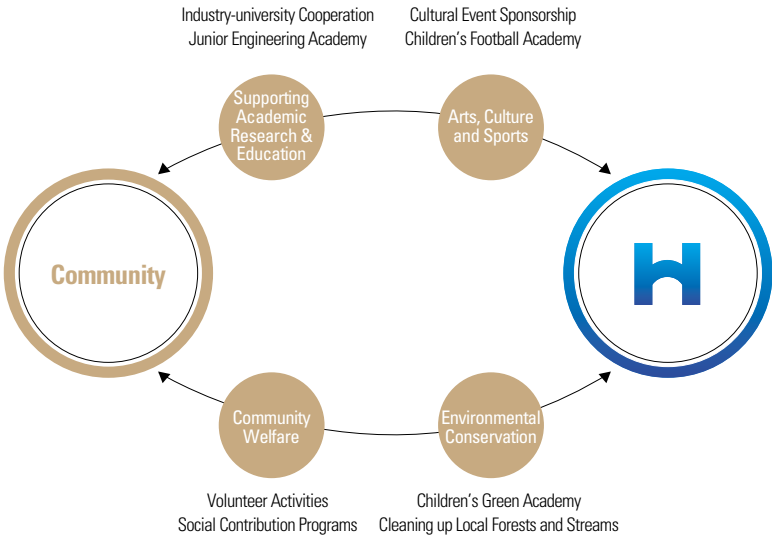 Industry-university Cooperation
Junior Engineering Academy
Cultural Event Sponsorship
Children's Football Academy
Supporting
Academic
Research &
Education
Arts, Culture
and Sports
Community
H
Community
Welfare
Environmental
Conservation
Volunteer Activities
Social Contribution Programs
Children's Green Academy
Cleaning up Local Forests and Streams